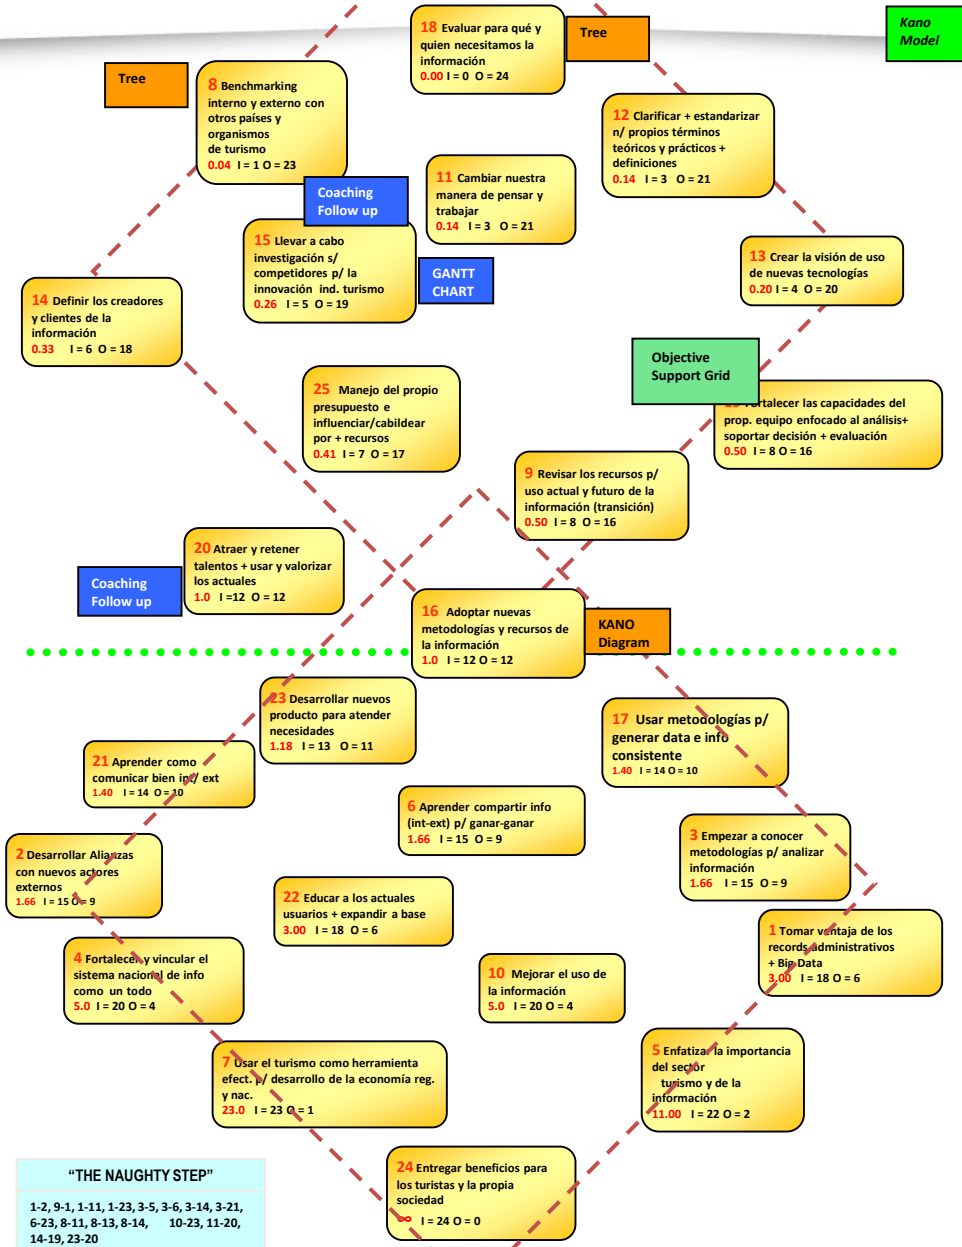 18 Evaluar para qué y
quien necesitamos la
información
0.00 I = 0 O = 24
Tree
Kano
Model
Tree
8 Benchmarking
interno y externo con
otros países y
organismos
de turismo
0.04 I = 1 O = 23
12 Clarificar + estandarizar
n/ propios términos
teóricos y prácticos +
definiciones
0.14 I = 3 O = 21
11 Cambiar nuestra
manera de pensar y
trabajar
0.14 I = 3 O = 21
Coaching
Follow up
15 Llevar a cabo
investigación s/
competidores p/ la
innovación ind. turismo
0.26 I = 5 O = 19
GANTT
CHART
13 Crear la visión de uso
de nuevas tecnologías
0.20 I = 4 O = 20
14 Definir los creadores
y clientes de la
información
0.33 I = 6 O = 18
Objective
Support Grid
25 Manejo del propio
presupuesto e
influenciar/cabildear
por + recursos
0.41 I = 7 O = 17
Fortalecer las capacidades del
prop. equipo enfocado al análisis+
soportar decisión + evaluación
0.50 I = 8 O = 16
9 Revisar los recursos p/
uso actual y futuro de la
información (transición)
0.50 I = 8 O = 16
20 Atraer y retener
talentos + usar y valorizar
los actuales
1.0 I =12 O = 12
Coaching
Follow up
16 Adoptar nuevas
metodologías y recursos de
la información
1.0 I = 12 O = 12
KANO
Diagram
23 Desarrollar nuevos
producto para atender
necesidades
1.18 I = 13 O = 11
17 Usar metodologías p/
generar data e info
consistente
1.40 I = 14 O = 10
21 Aprender como
comunicar bien int/ ext
1.40 I = 14 O = 10
6 Aprender compartir info
(int-ext) p/ ganar-ganar
1.66 I = 15 O = 9
3 Empezar a conocer
metodologías p/ analizar
información
1.66 I = 15 O = 9
2 Desarrollar Alianzas
con nuevos actores
externos
1.66 I = 15 O = 9
22 Educar a los actuales
usuarios + expandir a base
3.00 I = 18 O = 6
1 Tomar ventaja de los
records administrativos
+ Big Data
3.00 I = 18 O = 6
4 Fortalecer y vincular el
sistema nacional de info
como un todo
5.0 I = 20 O = 4
10 Mejorar el uso de
la información
5.0 I = 20 O = 4
7 Usar el turismo como herramienta
efect. p/ desarrollo de la economía reg.
y nac.
23.0 I = 23 O = 1
5 Enfatizar la importancia
del sector
turismo y de la
información
11.00 I = 22 O = 2
24 Entregar beneficios para
los turistas y la propia
sociedad
∞ I = 24 O = 0
"THE NAUGHTY STEP"
1-2, 9-1, 1-11, 1-23, 3-5, 3-6, 3-14, 3-21,
6-23, 8-11, 8-13, 8-14, 10-23, 11-20,
14-19, 23-20